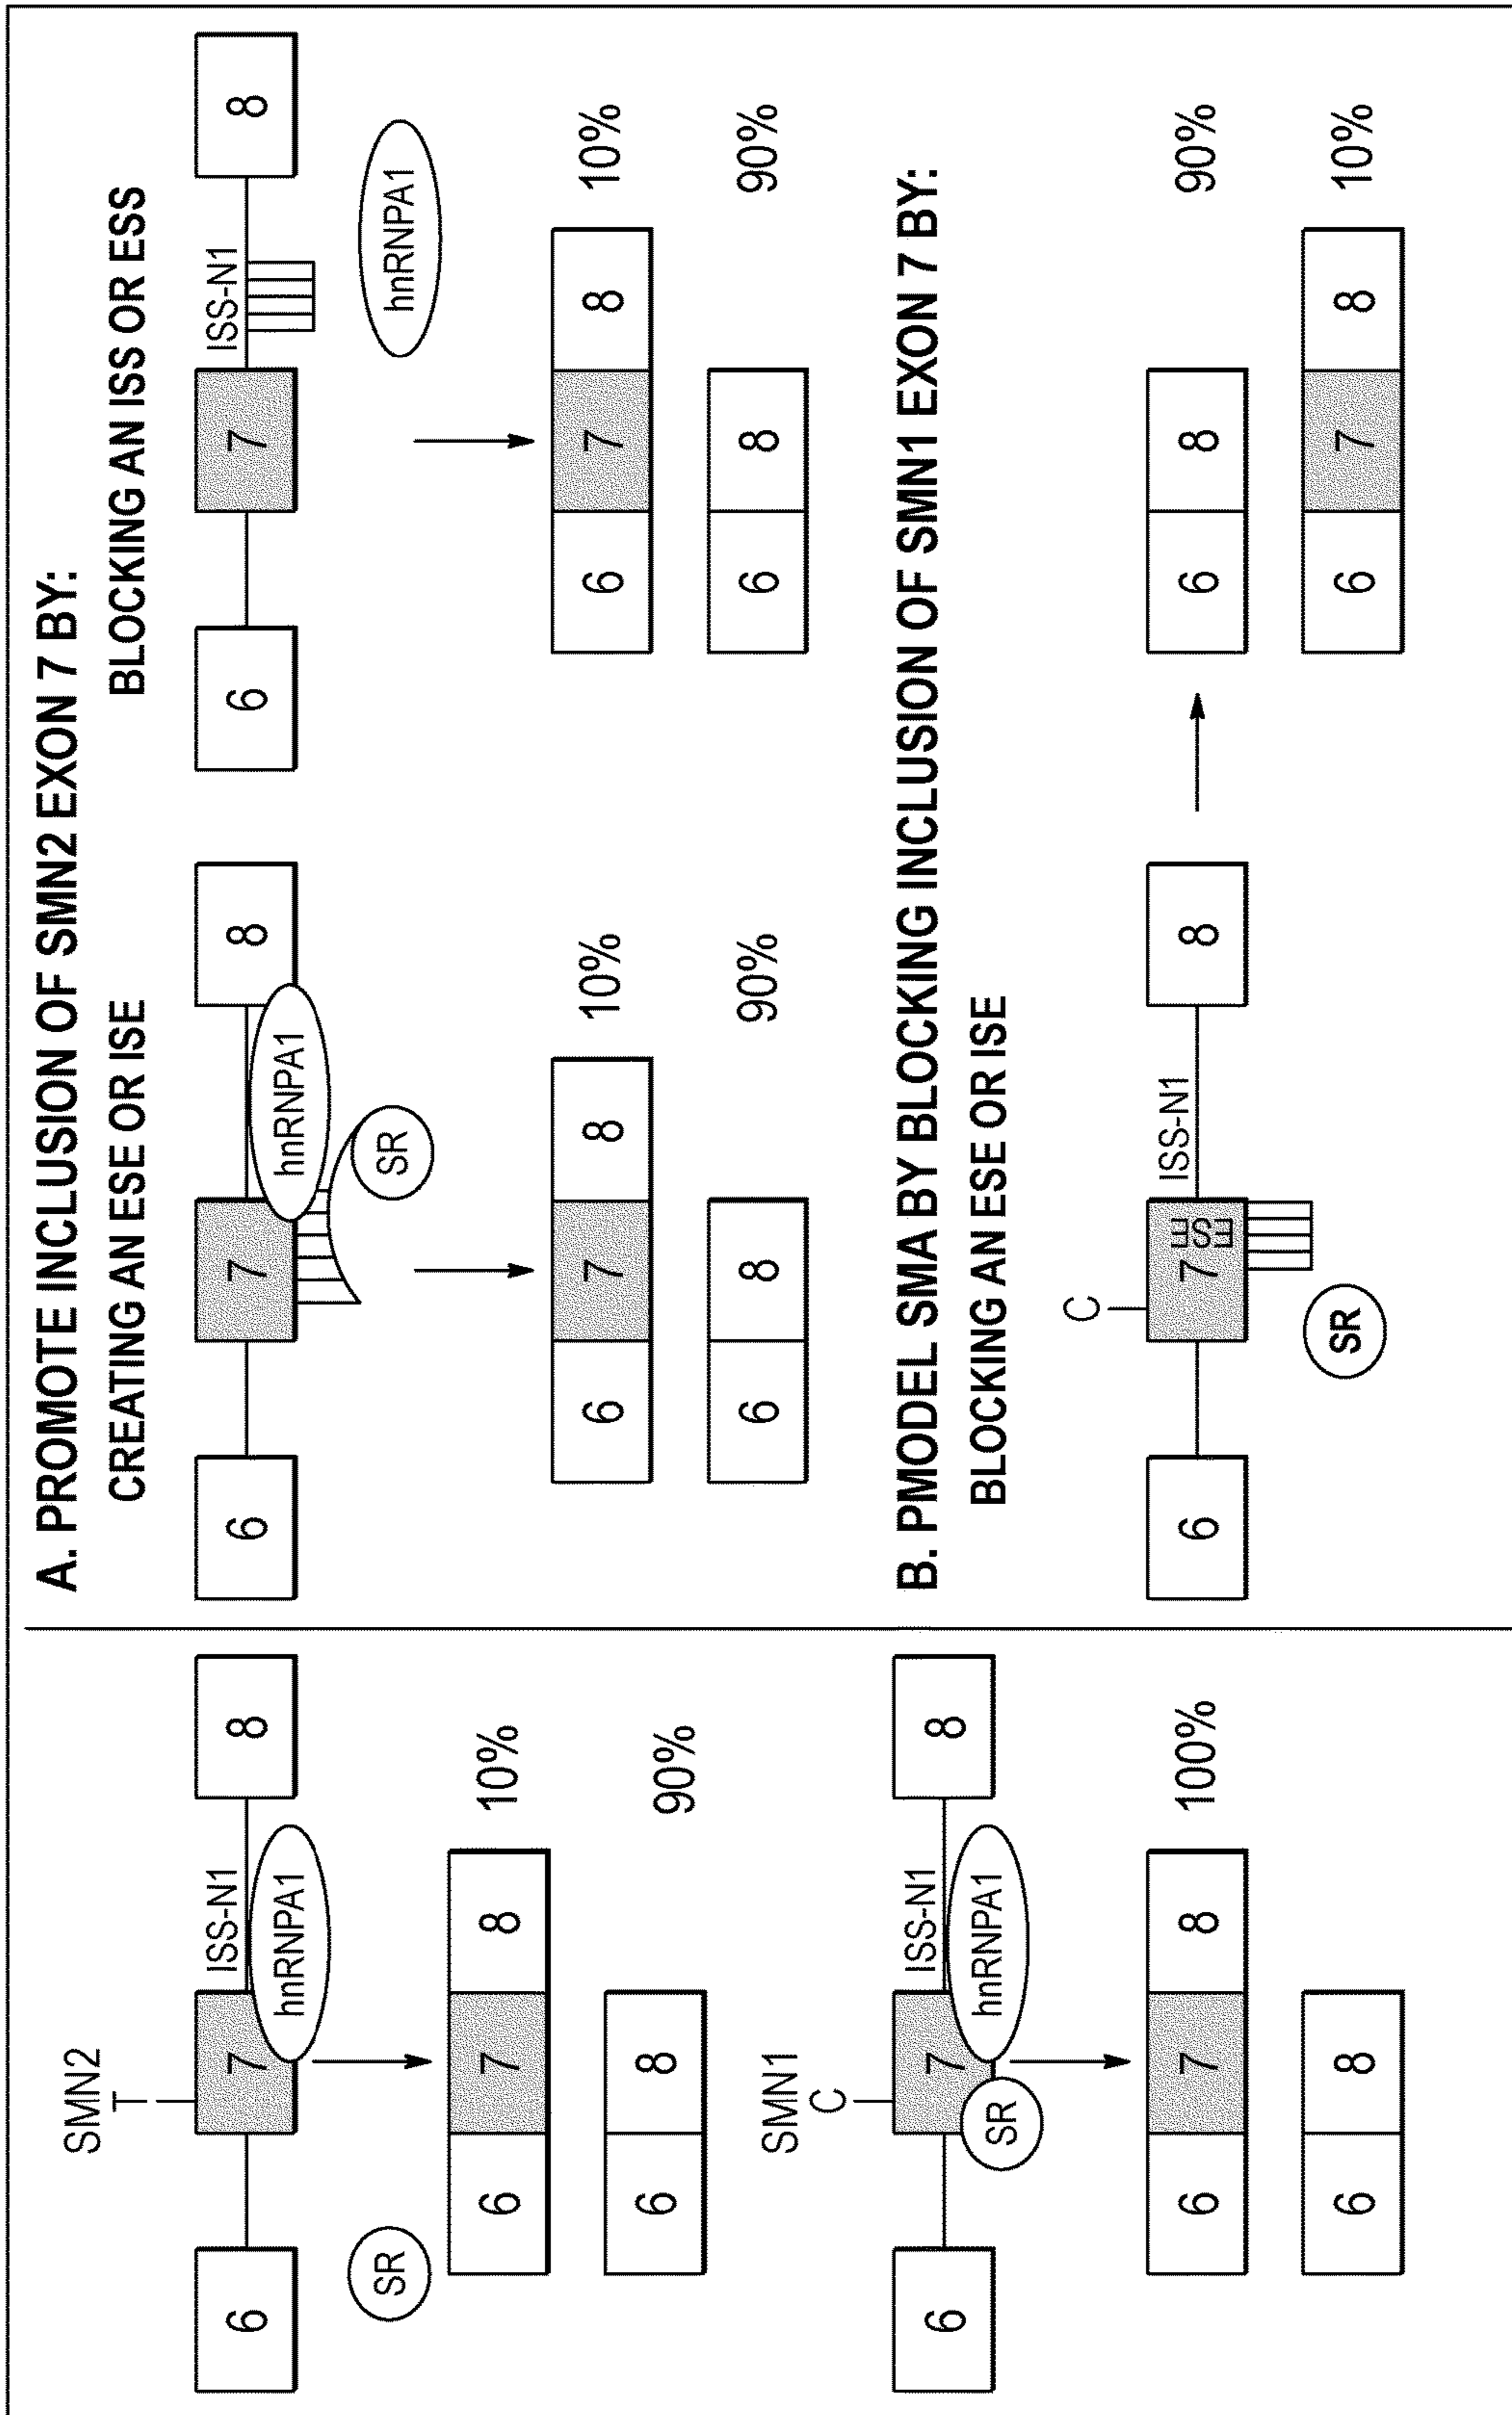 SMN2
T
ISS-N1
6
7
8
hnRNPA1
SR
6 7 8 10%
6 8 90%
SMN1
C
ISS-N1
6
7
8
hnRNPA1
SR
6 7 8 100%
6 8
A. PROMOTE INCLUSION OF SMN2 EXON 7 BY:
CREATING AN ESE OR ISE
6
7
8
hnRNPA1
SR
6 7 8 10%
6 8 90%
BLOCKING AN ISS OR ESS
ISS-N1
6
7
8
hnRNPA1
6 7 8 10%
6 8 90%
B. PMODEL SMA BY BLOCKING INCLUSION OF SMN1 EXON 7 BY:
BLOCKING AN ESE OR ISE
C
ISS-N1
6
7
ESE
8
SR
6 8 90%
6 7 8 10%